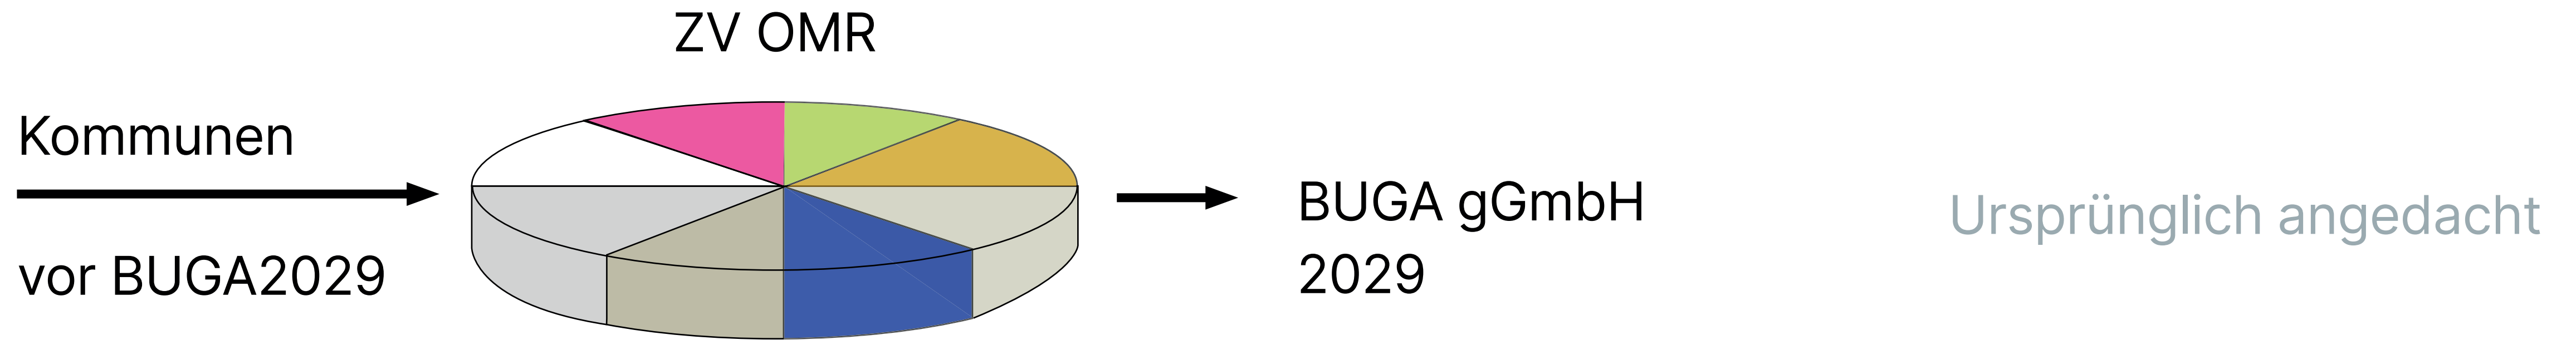 ZV OMR
Kommunen
vor BUGA2029
BUGA gGmbH
2029
Ursprünglich angedacht